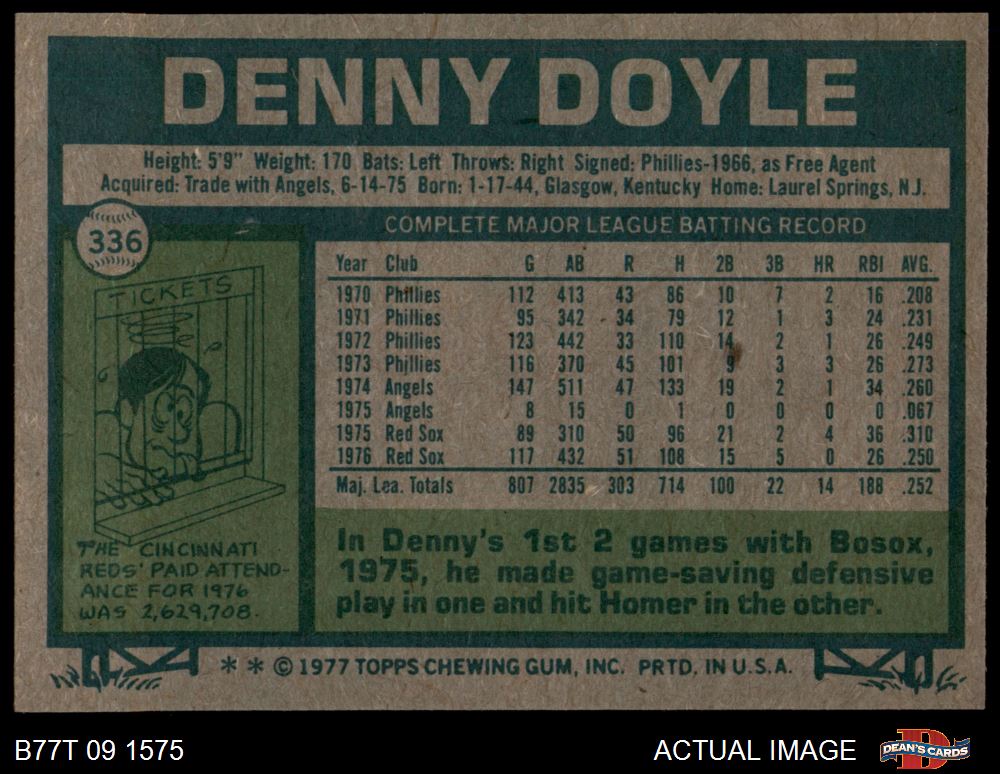 DENNY DOYLE
Height: 5'9" Weight: 170 Bats: Left Throws: Right Signed: Phillies-1966, as Free Agent
Acquired: Trade with Angels, 6-14-75 Born: 1-17-44, Glasgow, Kentucky Home: Laurel Springs, N.J.
336
COMPLETE MAJOR LEAGUE BATTING RECORD
Year Club G AB R H 2B 3B HR RBI AVG.
1970 Phillies 112 413 43 86 10 7 2 16 .208
1971 Phillies 95 342 34 79 12 1 3 24 .231
1972 Phillies 123 442 33 110 14 2 1 26 .249
1973 Phillies 116 370 45 101 9 3 3 26 .273
1974 Angels 147 511 47 133 19 2 1 34 .260
1975 Angels 8 15 0 1 0 0 0 0 .067
1975 Red Sox 89 310 50 96 21 2 4 36 .310
1976 Red Sox 117 432 51 108 15 5 0 26 .250
Maj. Lea. Totals 807 2835 303 714 100 22 14 188 .252
TICKETS
THE CINCINNATI
REDS' PAID ATTEND-
ANCE FOR 1976
WAS 2,629,708.
In Denny's 1st 2 games with Bosox,
1975, he made game-saving defensive
play in one and hit Homer in the other.
* * © 1977 TOPPS CHEWING GUM, INC. PRTD. IN U.S.A.
B77T 09 1575
ACTUAL IMAGE
DEAN'S CARDS